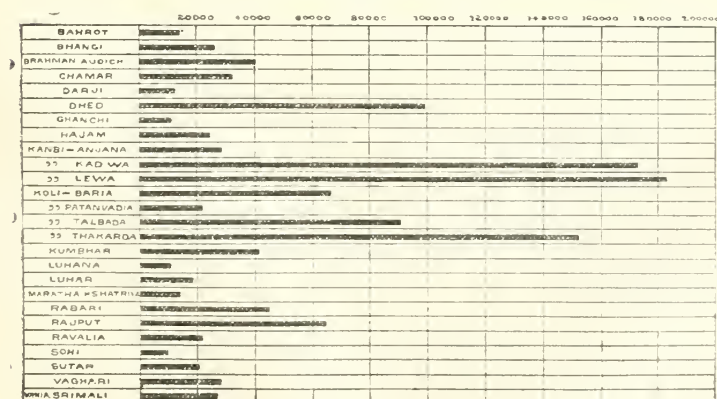 20000 40000 60000 80000 100000 120000 140000 160000 180000 200000
BAHROT
BHANGI
BRAHMAN AUDICH
CHAMAR
DARJI
DHED
GHANCHI
HAJAM
KANBI-ANJANA
,, KADWA
,, LEWA
KOLI-BARIA
,, PATANVADIA
,, TALBADA
,, THAKARDA
KUMBHAR
LUHANA
LUHAR
MARATHA KSHATRIYA
RABARI
RAJPUT
RAVALIA
SONI
SUTAR
VAGHARI
SRIMALI